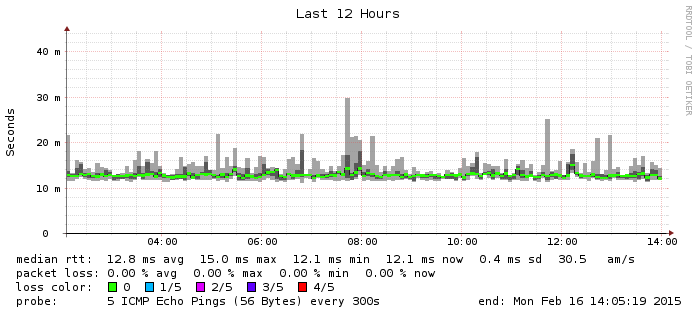 Last 12 Hours
RRDTOOL / TOBI OETIKER
Seconds
40 m
30 m
20 m
10 m
0
04:00 06:00 08:00 10:00 12:00 14:00
median rtt: 12.8 ms avg 15.0 ms max 12.1 ms min 12.1 ms now 0.4 ms sd 30.5 am/s
packet loss: 0.00 % avg 0.00 % max 0.00 % min 0.00 % now
loss color: 0 1/5 2/5 3/5 4/5
probe: 5 ICMP Echo Pings (56 Bytes) every 300s end: Mon Feb 16 14:05:19 2015